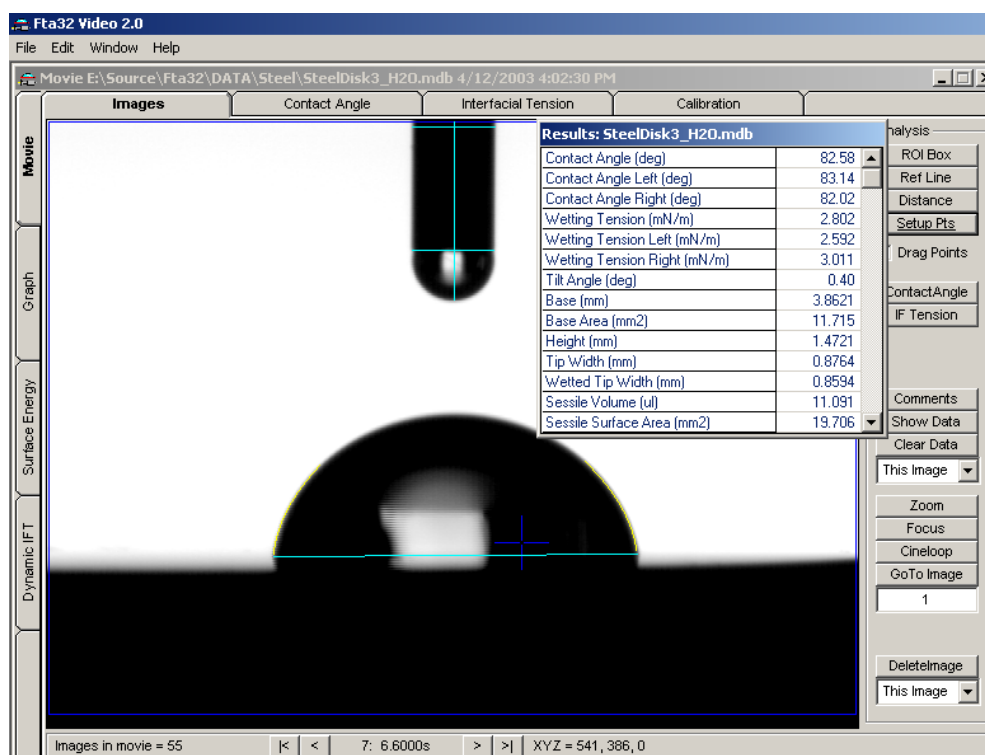 Fta32 Video 2.0
File Edit Window Help
Movie E:\Source\Fta32\DATA\Steel\SteelDisk3_H2O.mdb 4/12/2003 4:02:30 PM
Images Contact Angle Interfacial Tension Calibration
Movie
Graph
Surface Energy
Dynamic IFT
Results: SteelDisk3_H2O.mdb
Contact Angle (deg) 82.58
Contact Angle Left (deg) 83.14
Contact Angle Right (deg) 82.02
Wetting Tension (mN/m) 2.802
Wetting Tension Left (mN/m) 2.592
Wetting Tension Right (mN/m) 3.011
Tilt Angle (deg) 0.40
Base (mm) 3.8621
Base Area (mm2) 11.715
Height (mm) 1.4721
Tip Width (mm) 0.8764
Wetted Tip Width (mm) 0.8594
Sessile Volume (ul) 11.091
Sessile Surface Area (mm2) 19.706
nalysis
ROI Box
Ref Line
Distance
Setup Pts
Drag Points
ContactAngle
IF Tension
Comments
Show Data
Clear Data
This Image
Zoom
Focus
Cineloop
GoTo Image
1
DeleteImage
This Image
Images in movie = 55 |< < 7: 6.6000s > >| XYZ = 541, 386, 0